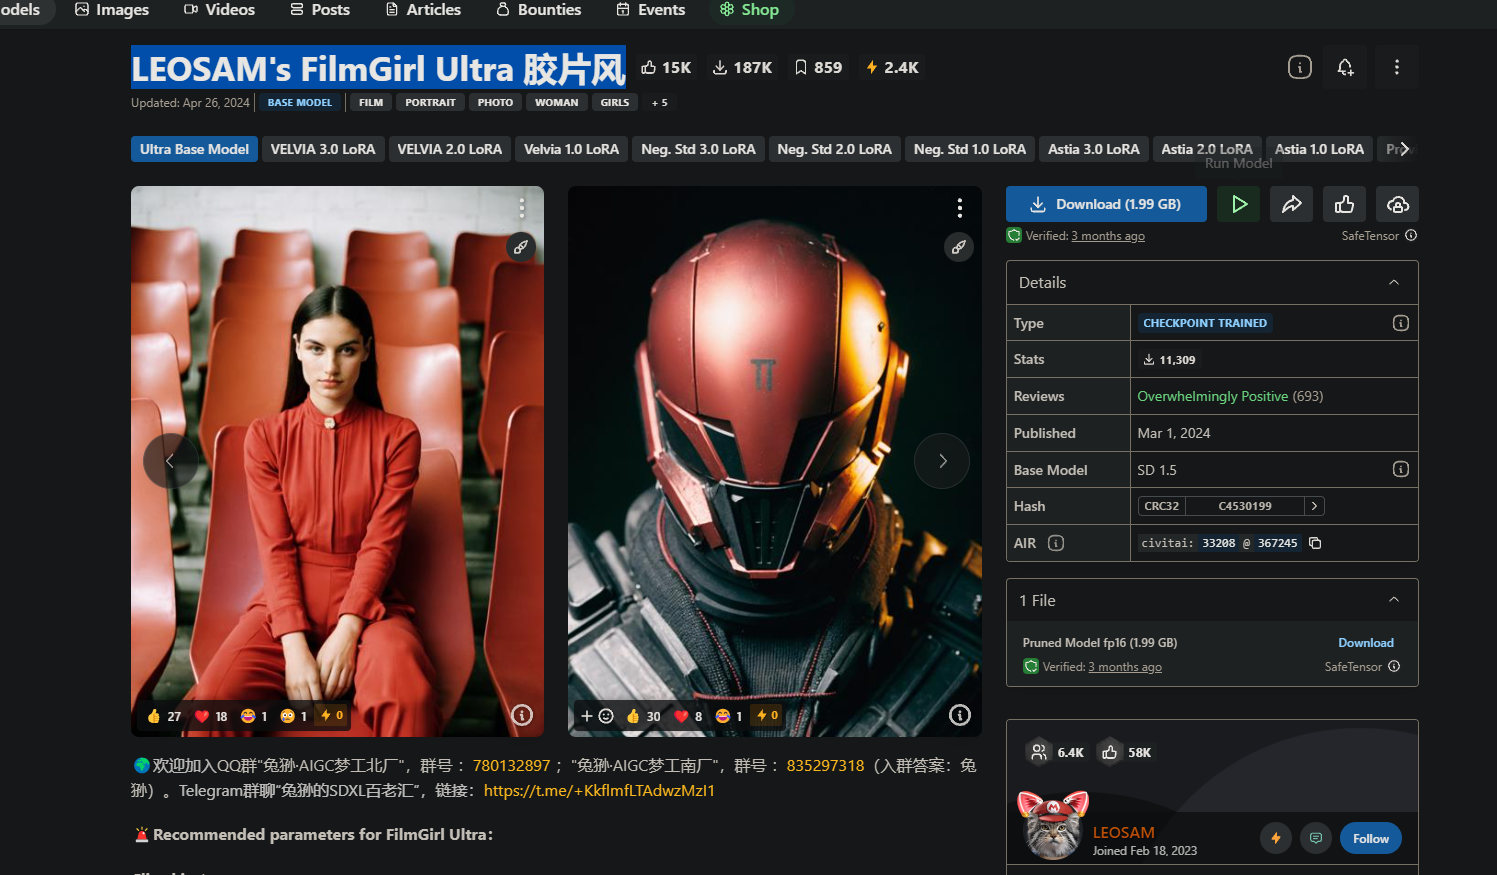 odels Images Videos Posts Articles Bounties Events Shop
LEOSAM's FilmGirl Ultra 胶片风 15K 187K 859 2.4K
Updated: Apr 26, 2024 BASE MODEL FILM PORTRAIT PHOTO WOMAN GIRLS + 5
Ultra Base Model VELVIA 3.0 LoRA VELVIA 2.0 LoRA Velvia 1.0 LoRA Neg. Std 3.0 LoRA Neg. Std 2.0 LoRA Neg. Std 1.0 LoRA Astia 3.0 LoRA Astia 2.0 LoRA Astia 1.0 LoRA
Run Model
Download (1.99 GB)
Verified: 3 months ago SafeTensor
Details
Type CHECKPOINT TRAINED
Stats 11,309
Reviews Overwhelmingly Positive (693)
Published Mar 1, 2024
Base Model SD 1.5
Hash CRC32 C4530199
AIR civitai: 33208 @ 367245
1 File
Pruned Model fp16 (1.99 GB) Download
Verified: 3 months ago SafeTensor
27 18 1 1 0
30 8 1 0
欢迎加入QQ群"兔狲·AIGC梦工北厂"，群号： 780132897 ；"兔狲·AIGC梦工南厂"，群号： 835297318（入群答案：兔
狲）。Telegram群聊“兔狲的SDXL百老汇”，链接：https://t.me/+KkflmfLTAdwzMzI1
Recommended parameters for FilmGirl Ultra:
6.4K 58K
LEOSAM
Joined Feb 18, 2023
Follow